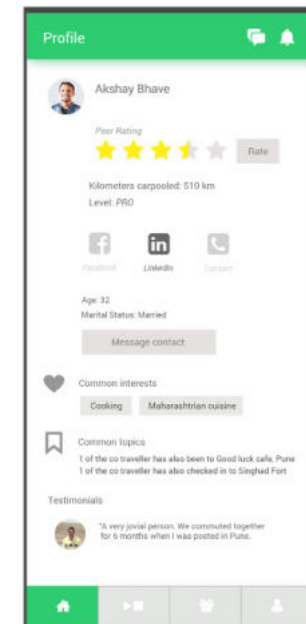 Profile
Akshay Bhave
Peer Rating
Rate
Kilometers carpooled: 510 km
Level: PRO
Facebook
LinkedIn
Contact
Age: 32
Marital Status: Married
Message contact
Common interests
Cooking
Maharashtrian cuisine
Common topics
1 of the co traveller has also been to Good luck cafe, Pune
1 of the co traveller has also checked in to Singhad Fort
Testimonials
"A very jovial person. We commuted together
for 6 months when I was posted in Pune.